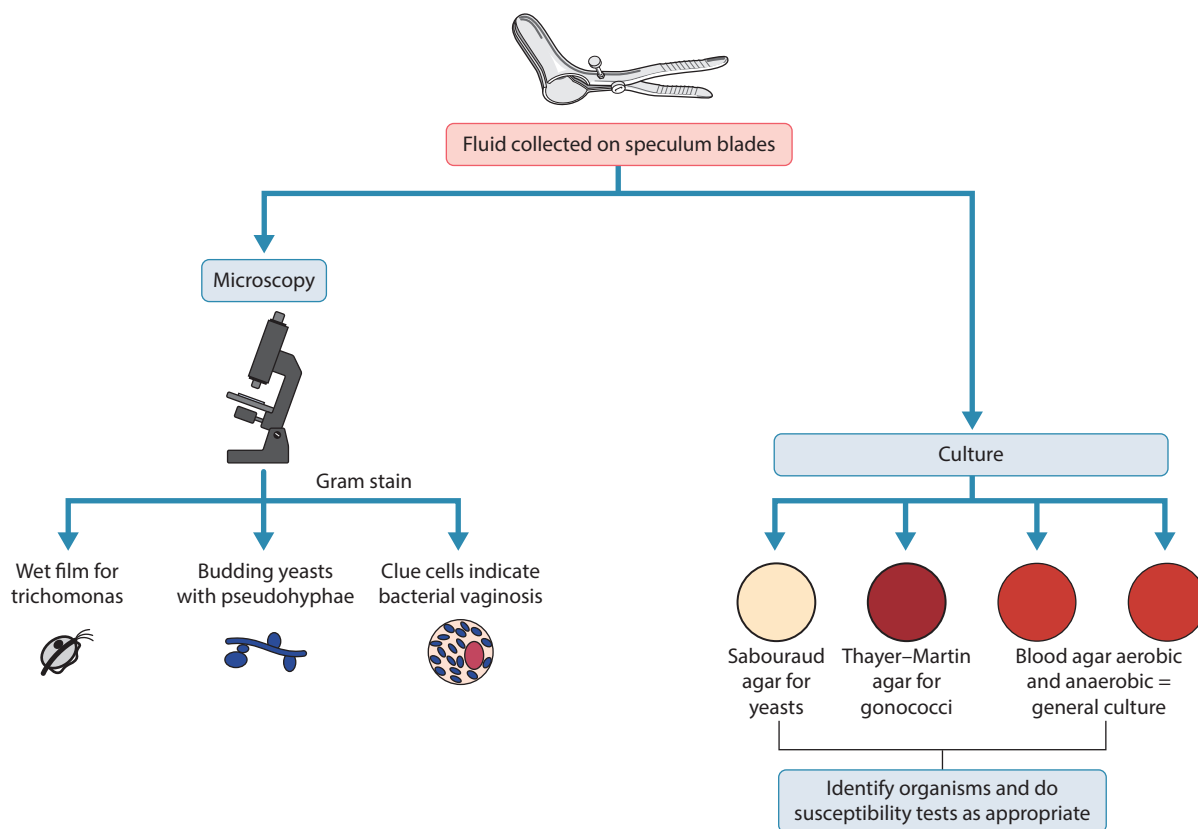 Fluid collected on speculum blades
Microscopy
Gram stain
Wet film for
trichomonas
Budding yeasts
with pseudohyphae
Clue cells indicate
bacterial vaginosis
Culture
Sabouraud
agar for
yeasts
Thayer–Martin
agar for
gonococci
Blood agar aerobic
and anaerobic =
general culture
Identify organisms and do
susceptibility tests as appropriate